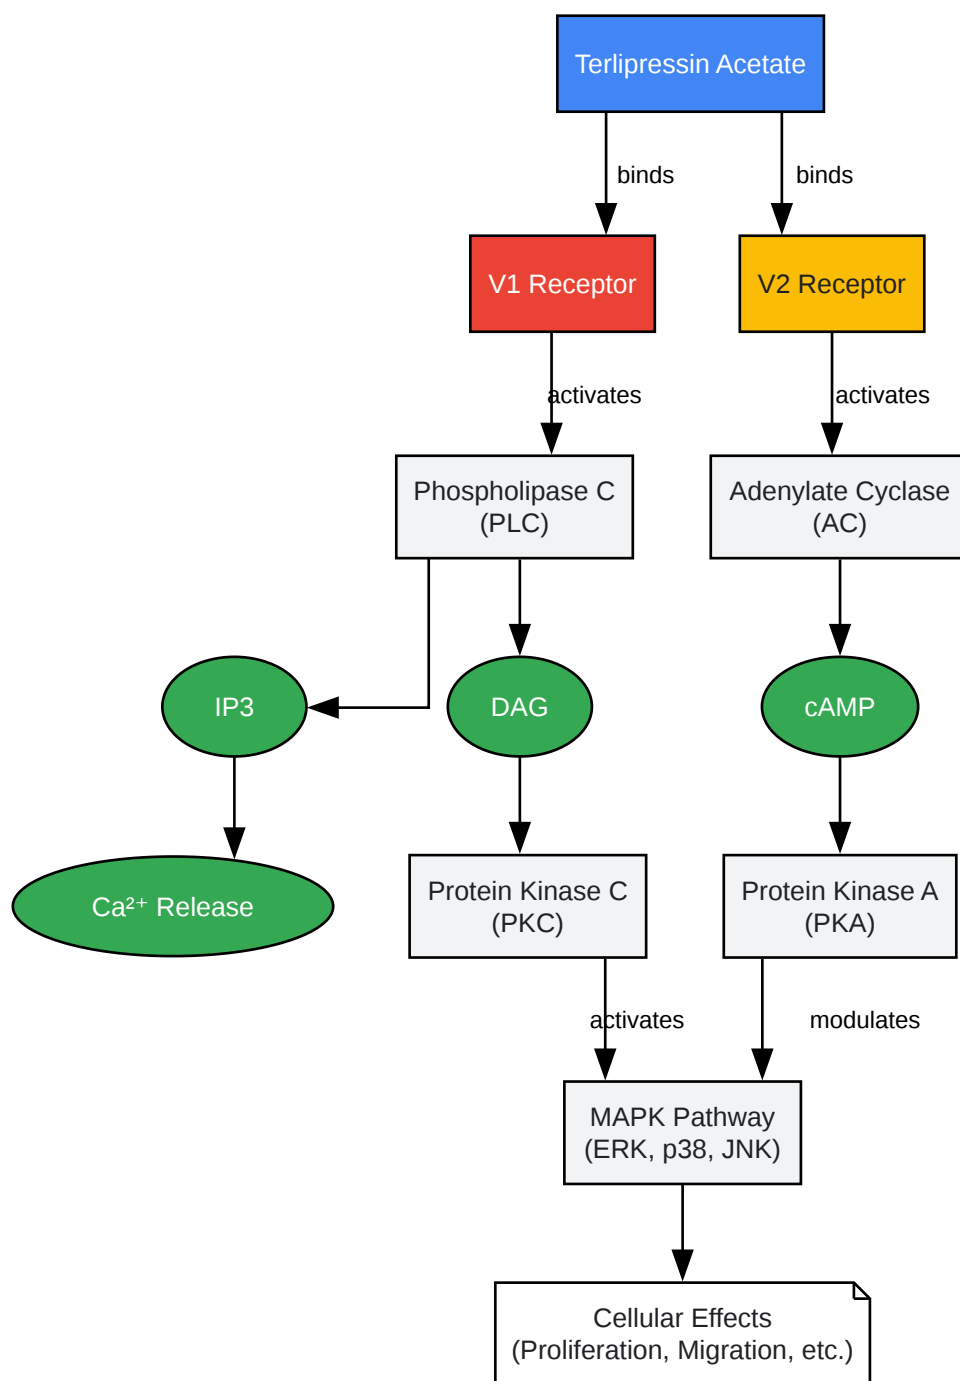 Terlipressin Acetate
binds
binds
V1 Receptor
V2 Receptor
activates
activates
Phospholipase C
(PLC)
Adenylate Cyclase
(AC)
IP3
DAG
cAMP
Ca²⁺ Release
Protein Kinase C
(PKC)
Protein Kinase A
(PKA)
activates
modulates
MAPK Pathway
(ERK, p38, JNK)
Cellular Effects
(Proliferation, Migration, etc.)